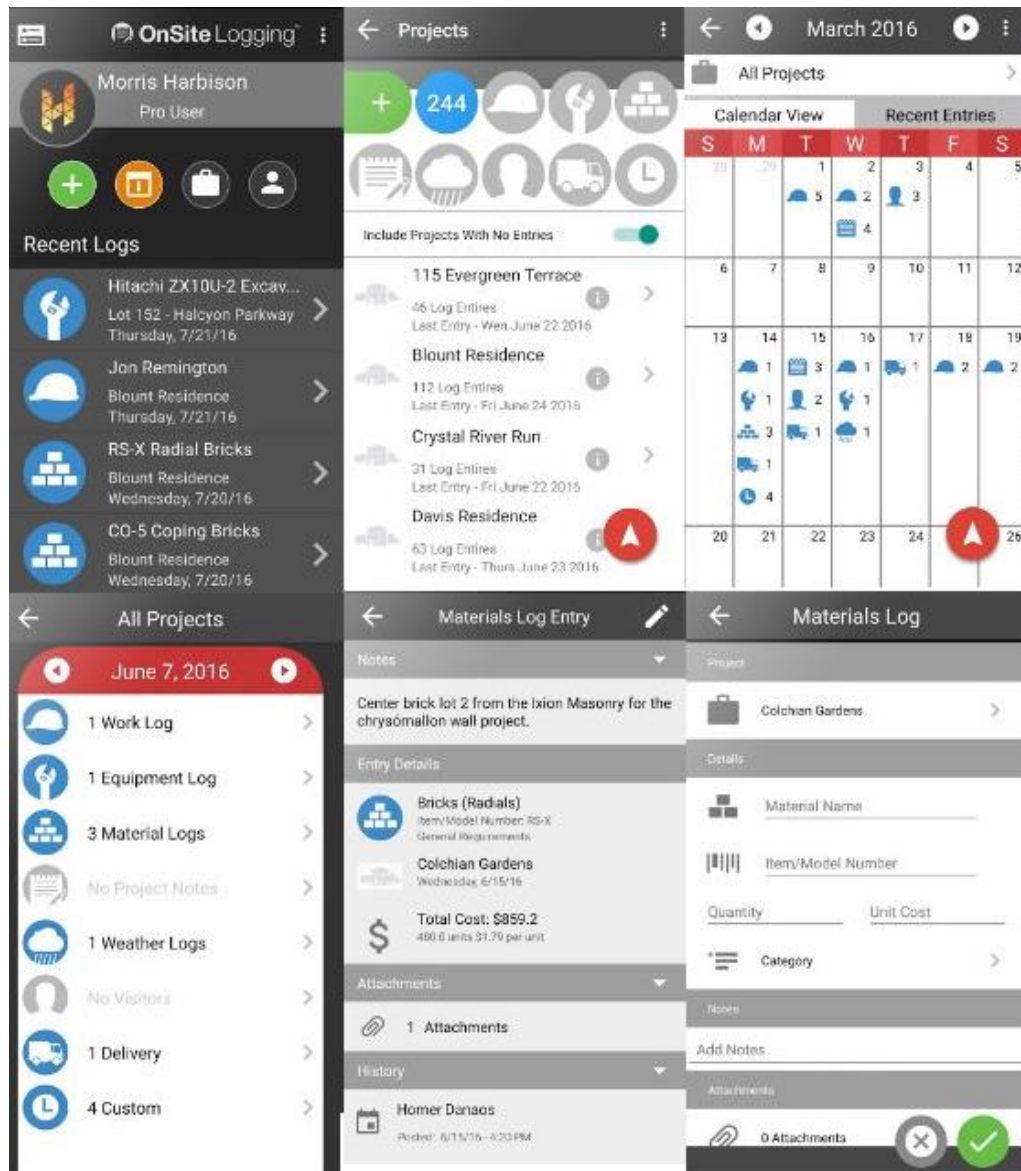 OnSite Logging
Morris Harbison
Pro User
Recent Logs
Hitachi ZX10U-2 Excav...
Lot 152 - Halcyon Parkway
Thursday, 7/21/16
Jon Remington
Blount Residence
Thursday, 7/21/16
RS-X Radial Bricks
Blount Residence
Wednesday, 7/20/16
CO-5 Coping Bricks
Blount Residence
Wednesday, 7/20/16
Projects
+ 244
Include Projects With No Entries
115 Evergreen Terrace
46 Log Entires
Last Entry - Wen June 22 2016
Blount Residence
112 Log Entires
Last Entry - Fri June 24 2016
Crystal River Run
31 Log Entires
Last Entry - Fri June 22 2016
Davis Residence
63 Log Entires
Last Entry - Thurs June 23 2016
March 2016
All Projects
Calendar View Recent Entries
S M T W T F S
28 29 1 2 3 4 5
5 2 3
4
6 7 8 9 10 11 12
13 14 15 16 17 18 19
1 3 1 1 2 2
1 2 1
3 1 1
1
4
20 21 22 23 24 26
All Projects
June 7, 2016
1 Work Log
1 Equipment Log
3 Material Logs
No Project Notes
1 Weather Logs
No Visitors
1 Delivery
4 Custom
Materials Log Entry
Notes
Center brick lot 2 from the Ixion Masonry for the
chrysómallon wall project.
Entry Details
Bricks (Radials)
Item/Model Number: RS-X
General Requirements
Colchian Gardens
Wednesday, 6/15/16
Total Cost: $859.2
480.0 units $1.79 per unit
Attachments
1 Attachments
History
Homer Danaos
Posted: 6/15/16 - 4:20 PM
Materials Log
Project
Colchian Gardens
Details
Material Name
Item/Model Number
Quantity Unit Cost
Category
Notes
Add Notes
Attachments
0 Attachments